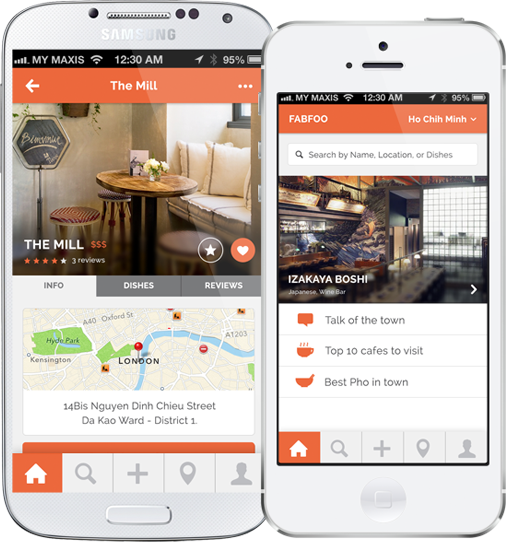 SAMSUNG
MY MAXIS 12:30 AM 95%
The Mill
Bienvenue
THE MILL $$$
3 reviews
INFO DISHES REVIEWS
A40 Oxford St
Hyde Park
Kensington
LONDON
AT203
14Bis Nguyen Dinh Chieu Street
Da Kao Ward - District 1.
MY MAXIS 12:30 AM 95%
FABFOO Ho Chih Minh
Search by Name, Location, or Dishes
IZAKAYA BOSHI
Japanese, Wine Bar
Talk of the town
Top 10 cafes to visit
Best Pho in town